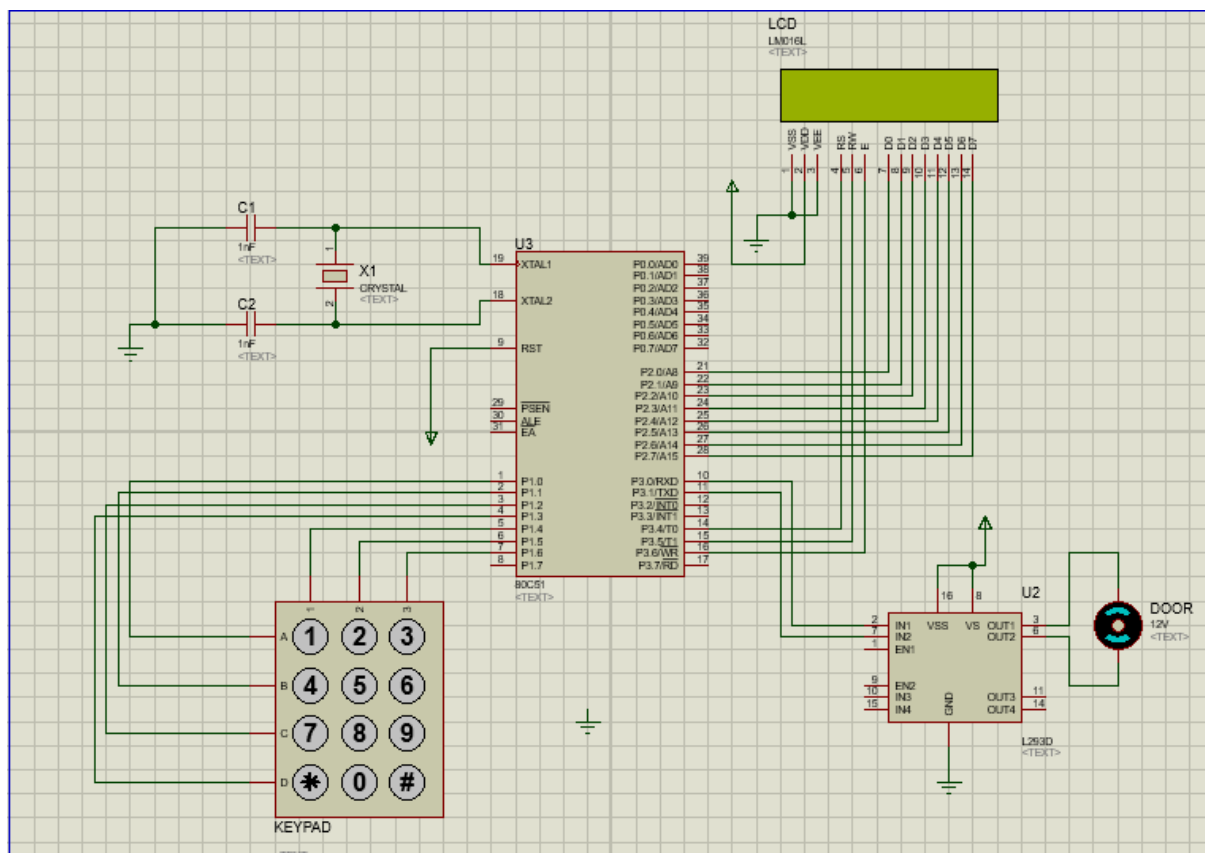 LCD
LM016L
<TEXT>
VSS
VDD
VEE
RS
RW
E
D0
D1
D2
D3
D4
D5
D6
D7
1
2
3
4
5
6
7
8
9
10
11
12
13
14
C1
1nF
<TEXT>
X1
CRYSTAL
<TEXT>
1
2
C2
1nF
<TEXT>
U3
19 XTAL1
18 XTAL2
9 RST
29 PSEN
30 ALE
31 EA
1 P1.0
2 P1.1
3 P1.2
4 P1.3
5 P1.4
6 P1.5
7 P1.6
8 P1.7
P0.0/AD0 39
P0.1/AD1 38
P0.2/AD2 37
P0.3/AD3 36
P0.4/AD4 35
P0.5/AD5 34
P0.6/AD6 33
P0.7/AD7 32
P2.0/A8 21
P2.1/A9 22
P2.2/A10 23
P2.3/A11 24
P2.4/A12 25
P2.5/A13 26
P2.6/A14 27
P2.7/A15 28
P3.0/RXD 10
P3.1/TXD 11
P3.2/INT0 12
P3.3/INT1 13
P3.4/T0 14
P3.5/T1 15
P3.6/WR 16
P3.7/RD 17
80C51
<TEXT>
1 2 3
A 1 2 3
B 4 5 6
C 7 8 9
D * 0 #
KEYPAD
U2
16 8
2 IN1 VSS VS OUT1 3
7 IN2 OUT2 6
1 EN1
9 EN2
10 IN3 OUT3 11
15 IN4 OUT4 14
GND
L293D
<TEXT>
DOOR
12V
<TEXT>